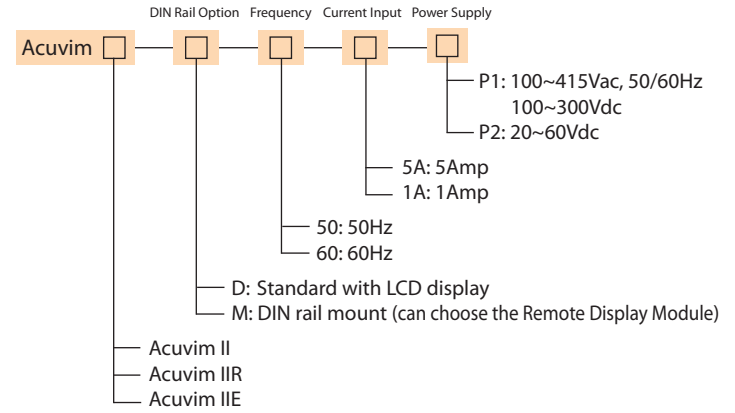 DIN Rail Option Frequency Current Input Power Supply
Acuvim
P1: 100~415Vac, 50/60Hz
100~300Vdc
P2: 20~60Vdc
5A: 5Amp
1A: 1Amp
50: 50Hz
60: 60Hz
D: Standard with LCD display
M: DIN rail mount (can choose the Remote Display Module)
Acuvim II
Acuvim IIR
Acuvim IIE